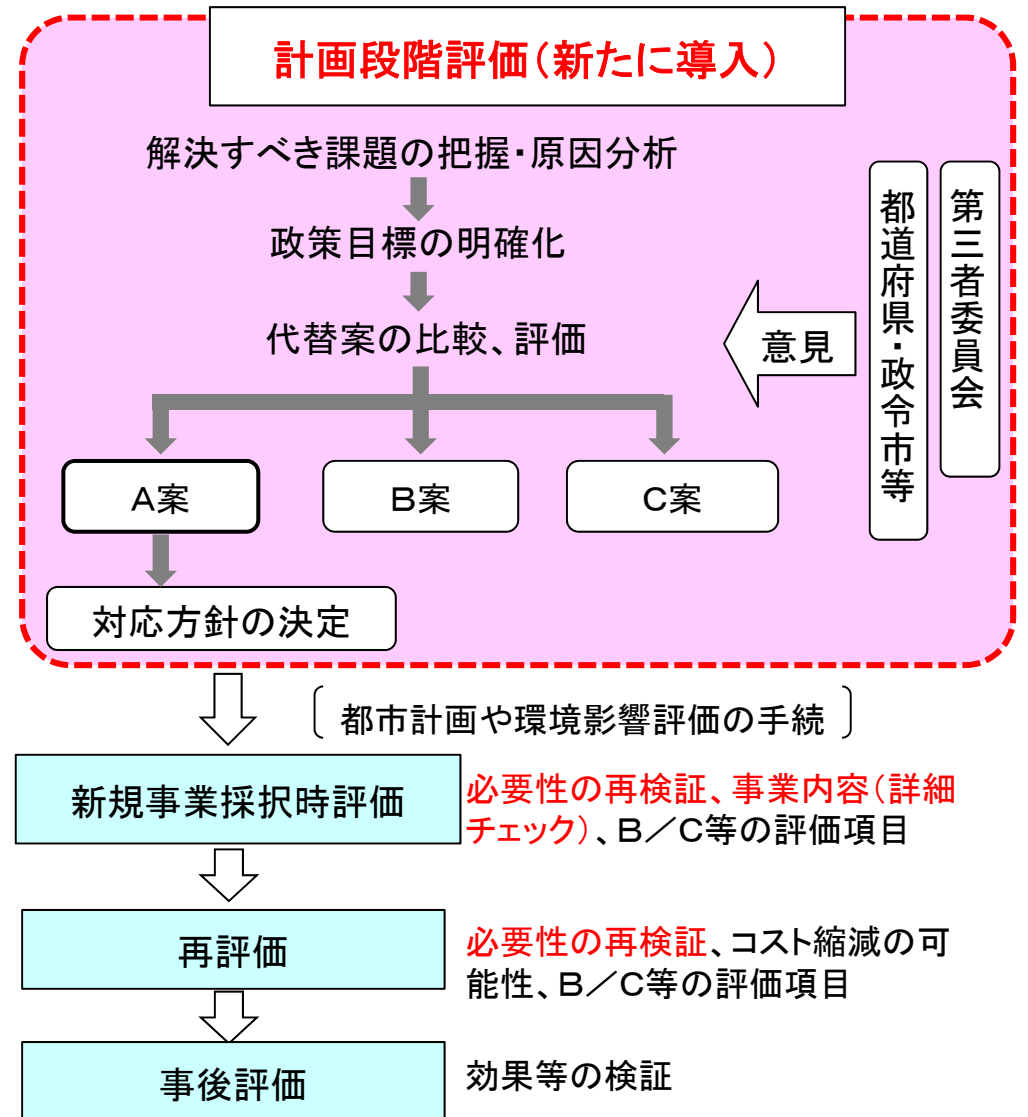 計画段階評価（新たに導入）
解決すべき課題の把握・原因分析
政策目標の明確化
代替案の比較、評価
意見
都道府県・政令市等
第三者委員会
Ａ案
Ｂ案
Ｃ案
対応方針の決定
都市計画や環境影響評価の手続
新規事業採択時評価
必要性の再検証、事業内容（詳細
チェック）、Ｂ／Ｃ等の評価項目
再評価
必要性の再検証、コスト縮減の可
能性、Ｂ／Ｃ等の評価項目
事後評価
効果等の検証